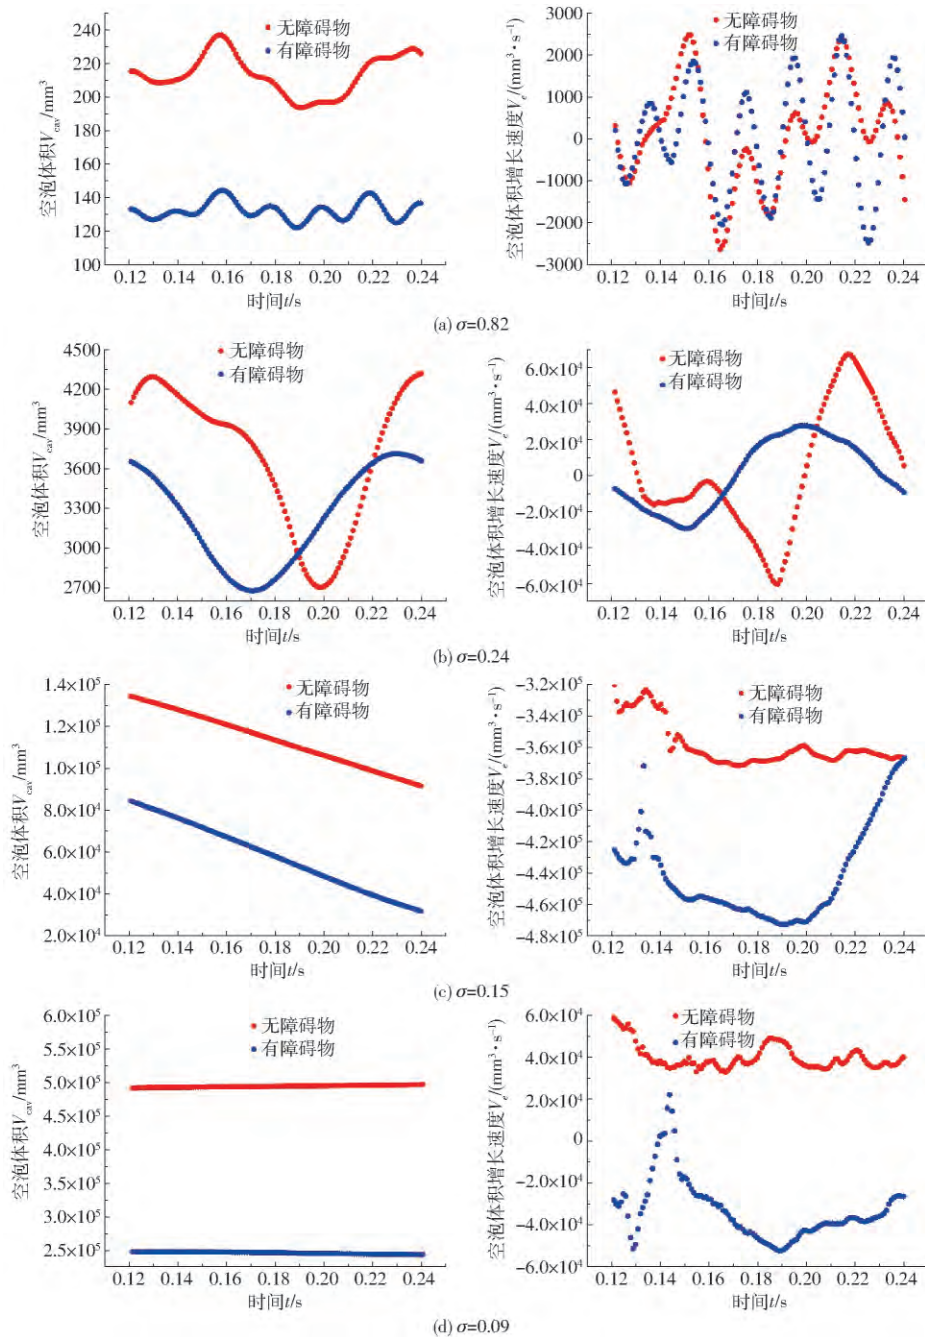 无障碍物
有障碍物
空泡体积V_cav/mm³
240
220
200
180
160
140
120
100
0.12 0.14 0.16 0.18 0.20 0.22 0.24
时间t/s
无障碍物
有障碍物
空泡体积增长速度V_e/(mm³·s⁻¹)
3000
2000
1000
0
−1000
−2000
−3000
0.12 0.14 0.16 0.18 0.20 0.22 0.24
时间t/s
(a) σ=0.82
无障碍物
有障碍物
空泡体积V_cav/mm³
4500
4200
3900
3600
3300
3000
2700
0.12 0.14 0.16 0.18 0.20 0.22 0.24
时间t/s
无障碍物
有障碍物
空泡体积增长速度V_e/(mm³·s⁻¹)
6.0×10⁴
4.0×10⁴
2.0×10⁴
0
−2.0×10⁴
−4.0×10⁴
−6.0×10⁴
0.12 0.14 0.16 0.18 0.20 0.22 0.24
时间t/s
(b) σ=0.24
无障碍物
有障碍物
空泡体积V_cav/mm³
1.4×10⁵
1.2×10⁵
1.0×10⁵
8.0×10⁴
6.0×10⁴
4.0×10⁴
2.0×10⁴
0.12 0.14 0.16 0.18 0.20 0.22 0.24
时间t/s
无障碍物
有障碍物
空泡体积增长速度V_e/(mm³·s⁻¹)
−3.2×10⁵
−3.4×10⁵
−3.6×10⁵
−3.8×10⁵
−4.0×10⁵
−4.2×10⁵
−4.4×10⁵
−4.6×10⁵
−4.8×10⁵
0.12 0.14 0.16 0.18 0.20 0.22 0.24
时间t/s
(c) σ=0.15
无障碍物
有障碍物
空泡体积V_cav/mm³
6.0×10⁵
5.5×10⁵
5.0×10⁵
4.5×10⁵
4.0×10⁵
3.5×10⁵
3.0×10⁵
2.5×10⁵
0.12 0.14 0.16 0.18 0.20 0.22 0.24
时间t/s
无障碍物
有障碍物
空泡体积增长速度V_e/(mm³·s⁻¹)
6.0×10⁴
4.0×10⁴
2.0×10⁴
0
−2.0×10⁴
−4.0×10⁴
−6.0×10⁴
0.12 0.14 0.16 0.18 0.20 0.22 0.24
时间t/s
(d) σ=0.09